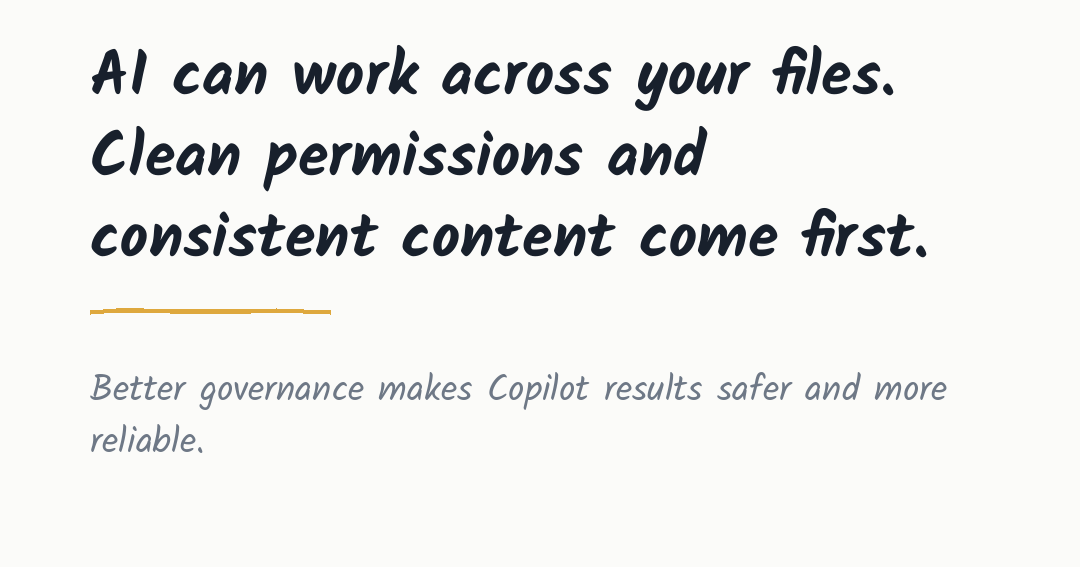 AI can work across your files.
Clean permissions and
consistent content come first.
Better governance makes Copilot results safer and more
reliable.